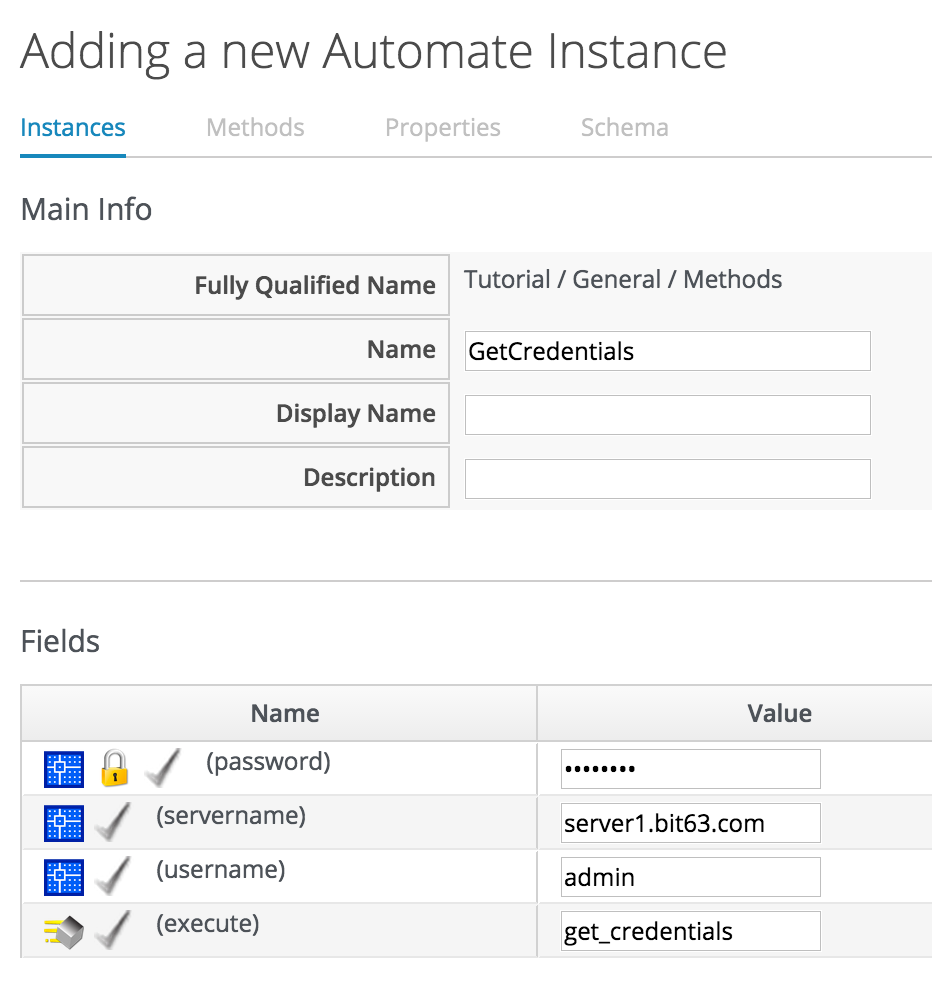 Adding a new Automate Instance
Instances Methods Properties Schema
Main Info
Fully Qualified Name Tutorial / General / Methods
Name GetCredentials
Display Name
Description
Fields
Name Value
(password) ••••••••
(servername) server1.bit63.com
(username) admin
(execute) get_credentials